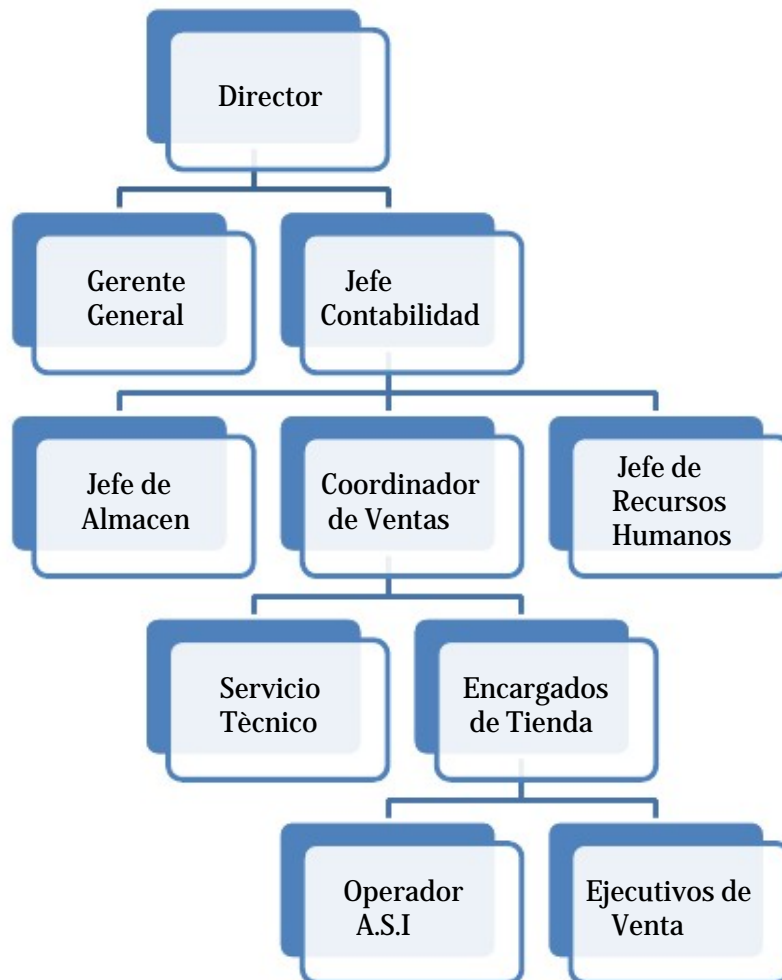 Director
Gerente
General
Jefe
Contabilidad
Jefe de
Almacen
Coordinador
de Ventas
Jefe de
Recursos
Humanos
Servicio
Tècnico
Encargados
de Tienda
Operador
A.S.I
Ejecutivos de
Venta